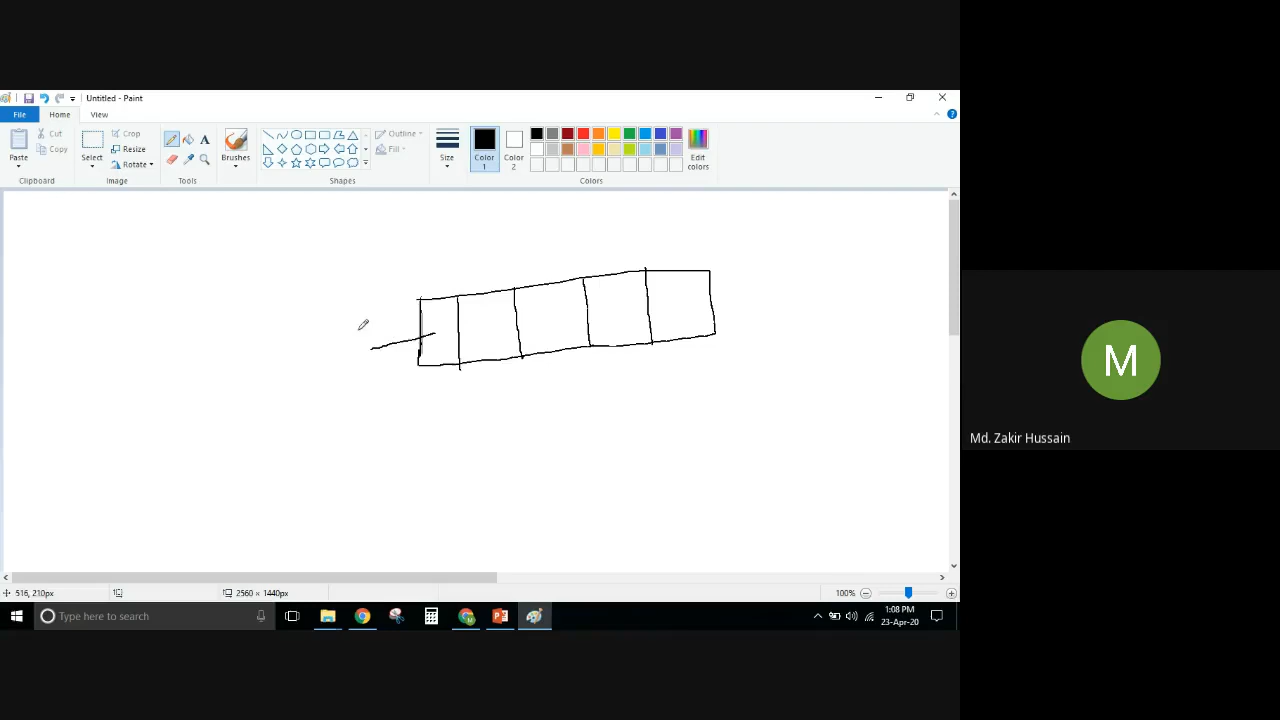 Untitled - Paint
File
Home
View
Paste
Cut
Copy
Clipboard
Select
Crop
Resize
Rotate
Image
Tools
Brushes
Shapes
Outline
Fill
Size
Color
1
Color
2
Edit
colors
Colors
M
Md. Zakir Hussain
516, 210px
2560 × 1440px
100%
Type here to search
1:08 PM
23-Apr-20